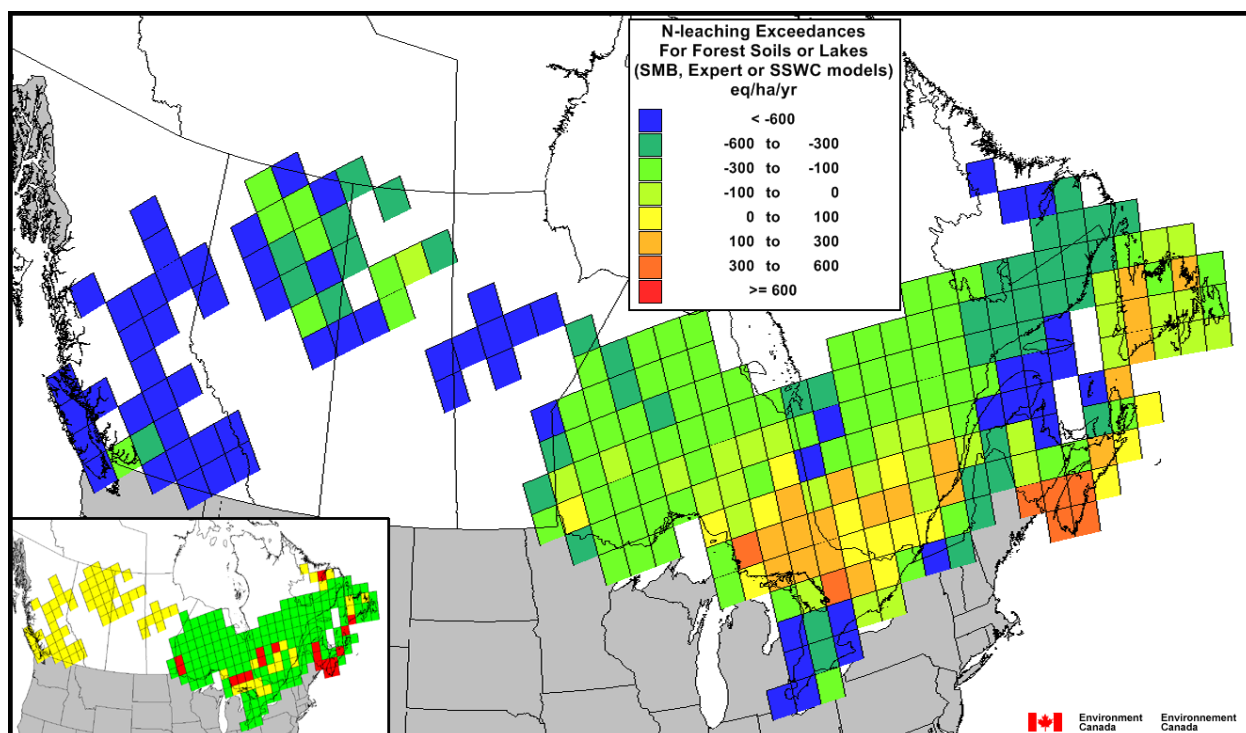 N-leaching Exceedances
For Forest Soils or Lakes
(SMB, Expert or SSWC models)
eq/ha/yr
< -600
-600 to -300
-300 to -100
-100 to 0
0 to 100
100 to 300
300 to 600
>= 600
Environment Environnement
Canada Canada